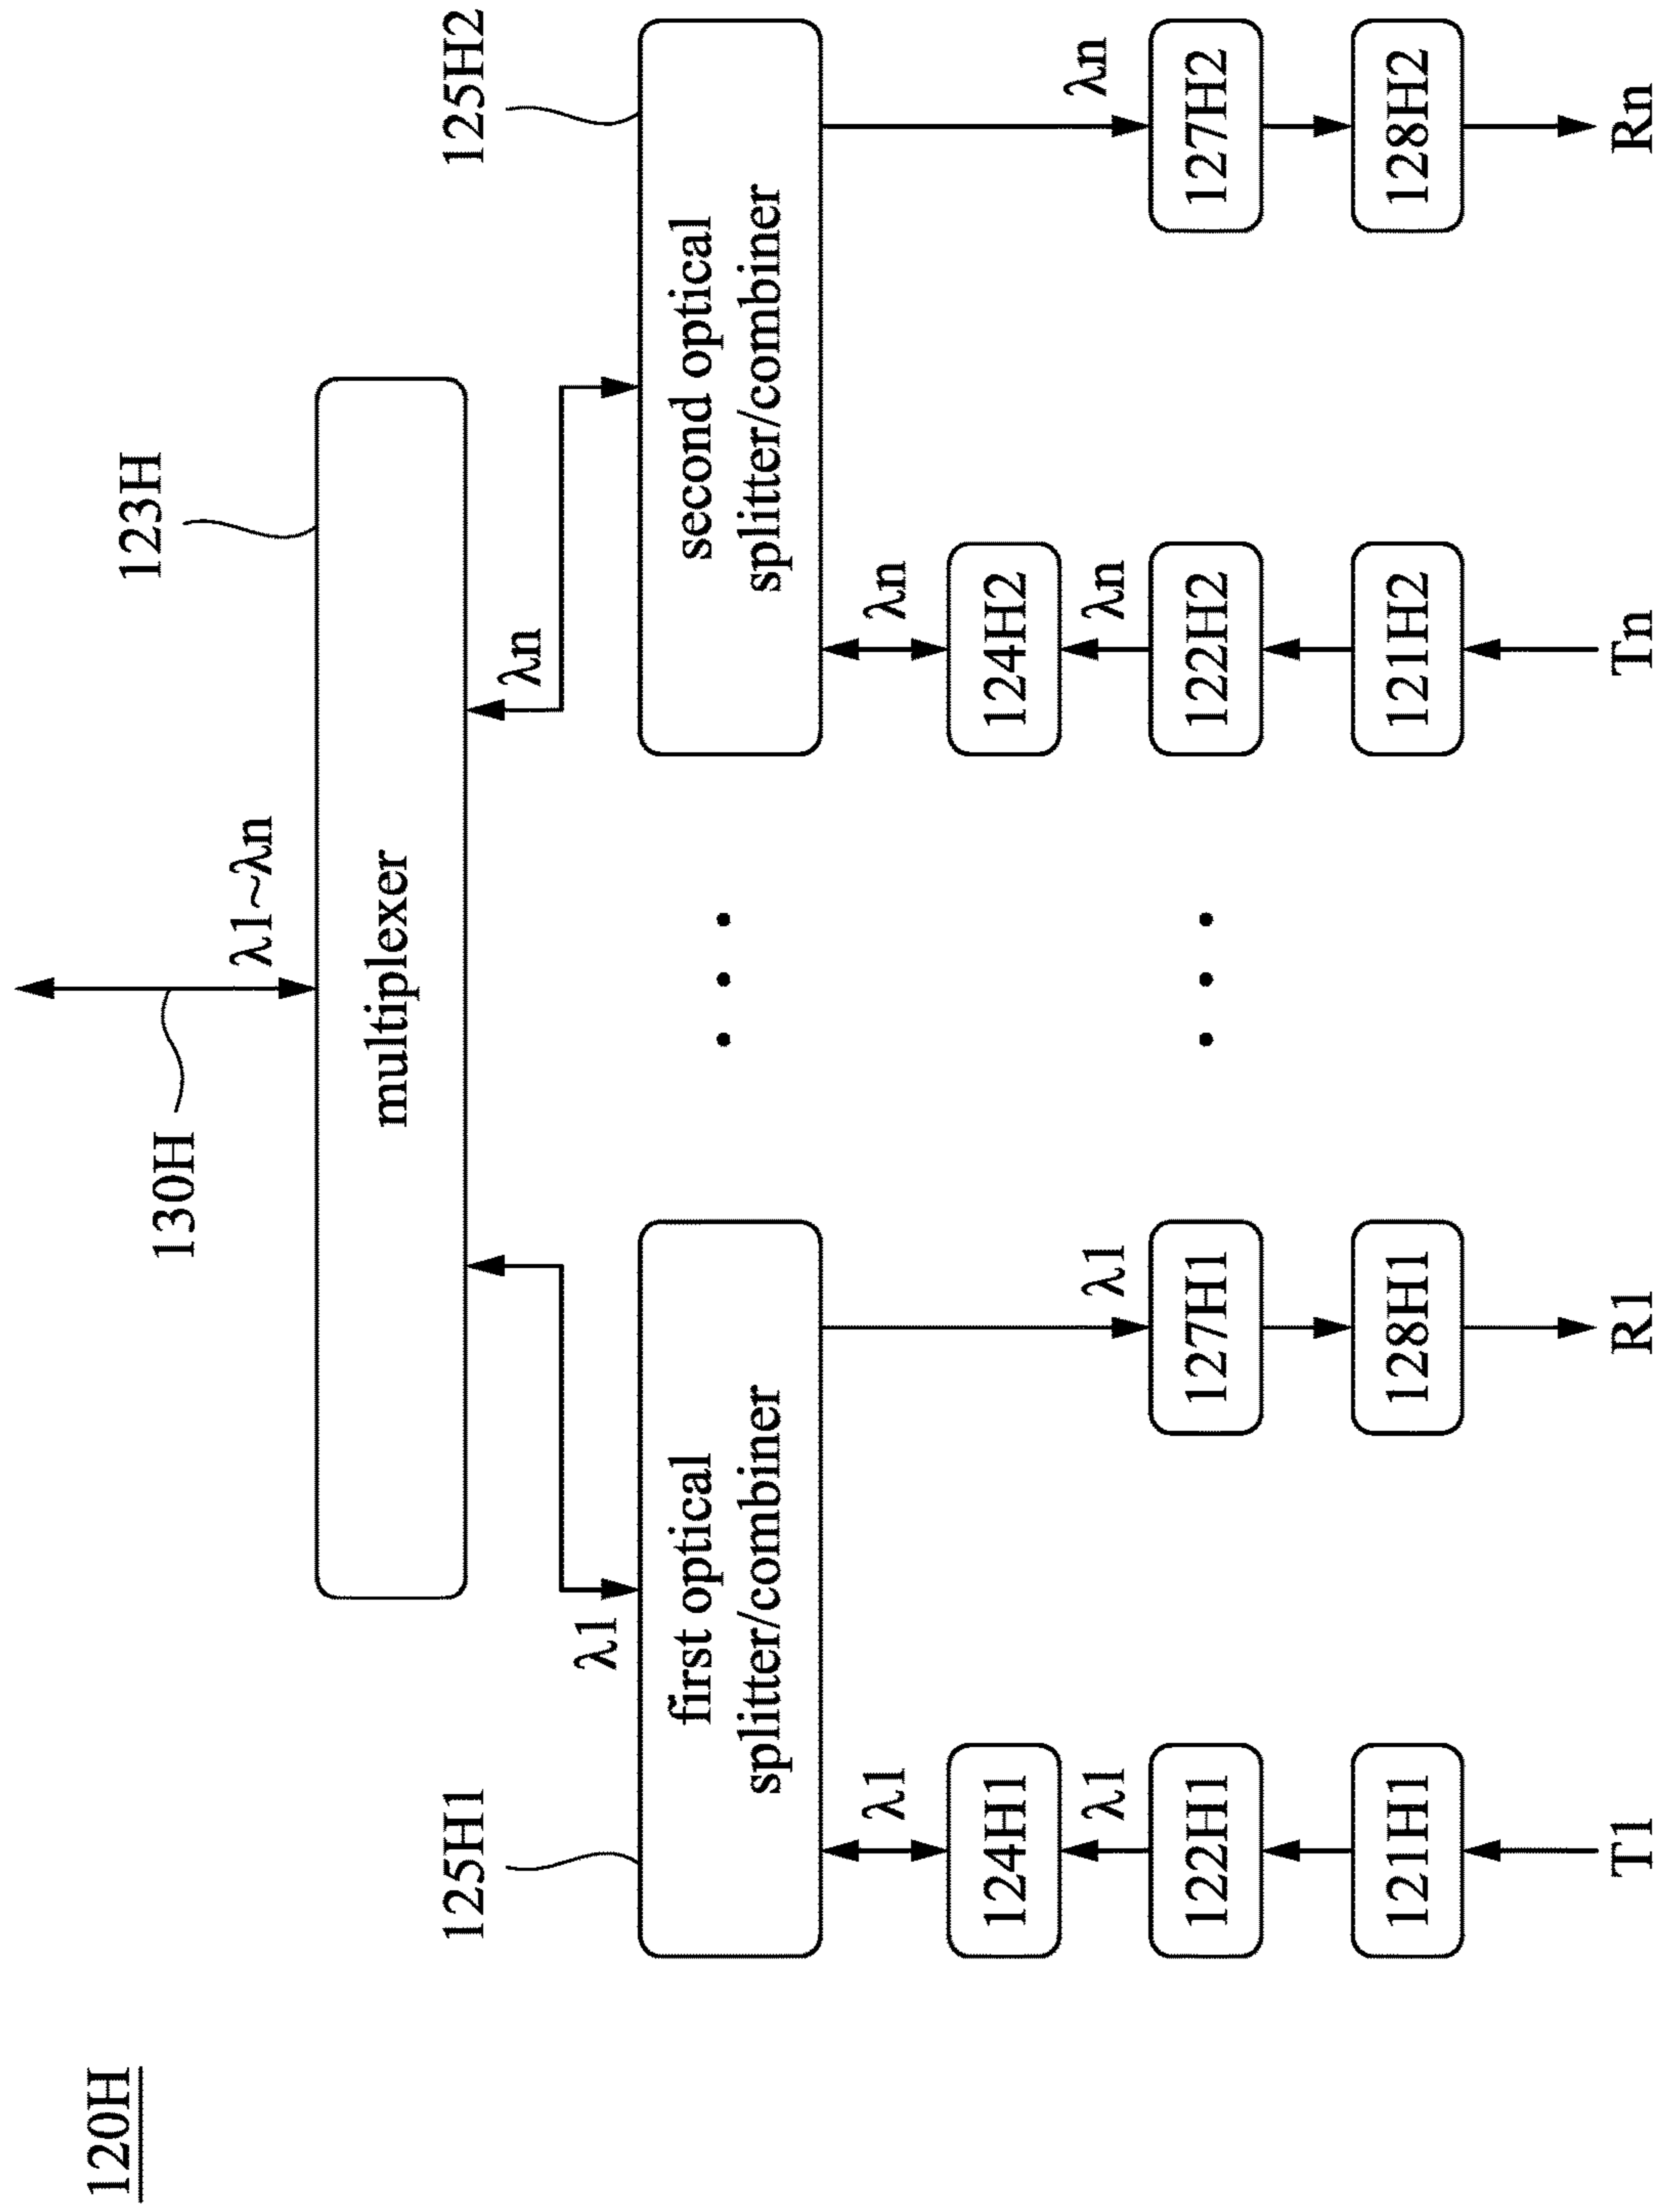 120H
130H
λ1~λn
123H
multiplexer
λ1
λn
125H1
125H2
first optical
splitter/combiner
second optical
splitter/combiner
λ1
λn
124H1
124H2
λ1
λ1
λn
λn
122H1
127H1
122H2
127H2
121H1
128H1
121H2
128H2
T1
R1
Tn
Rn